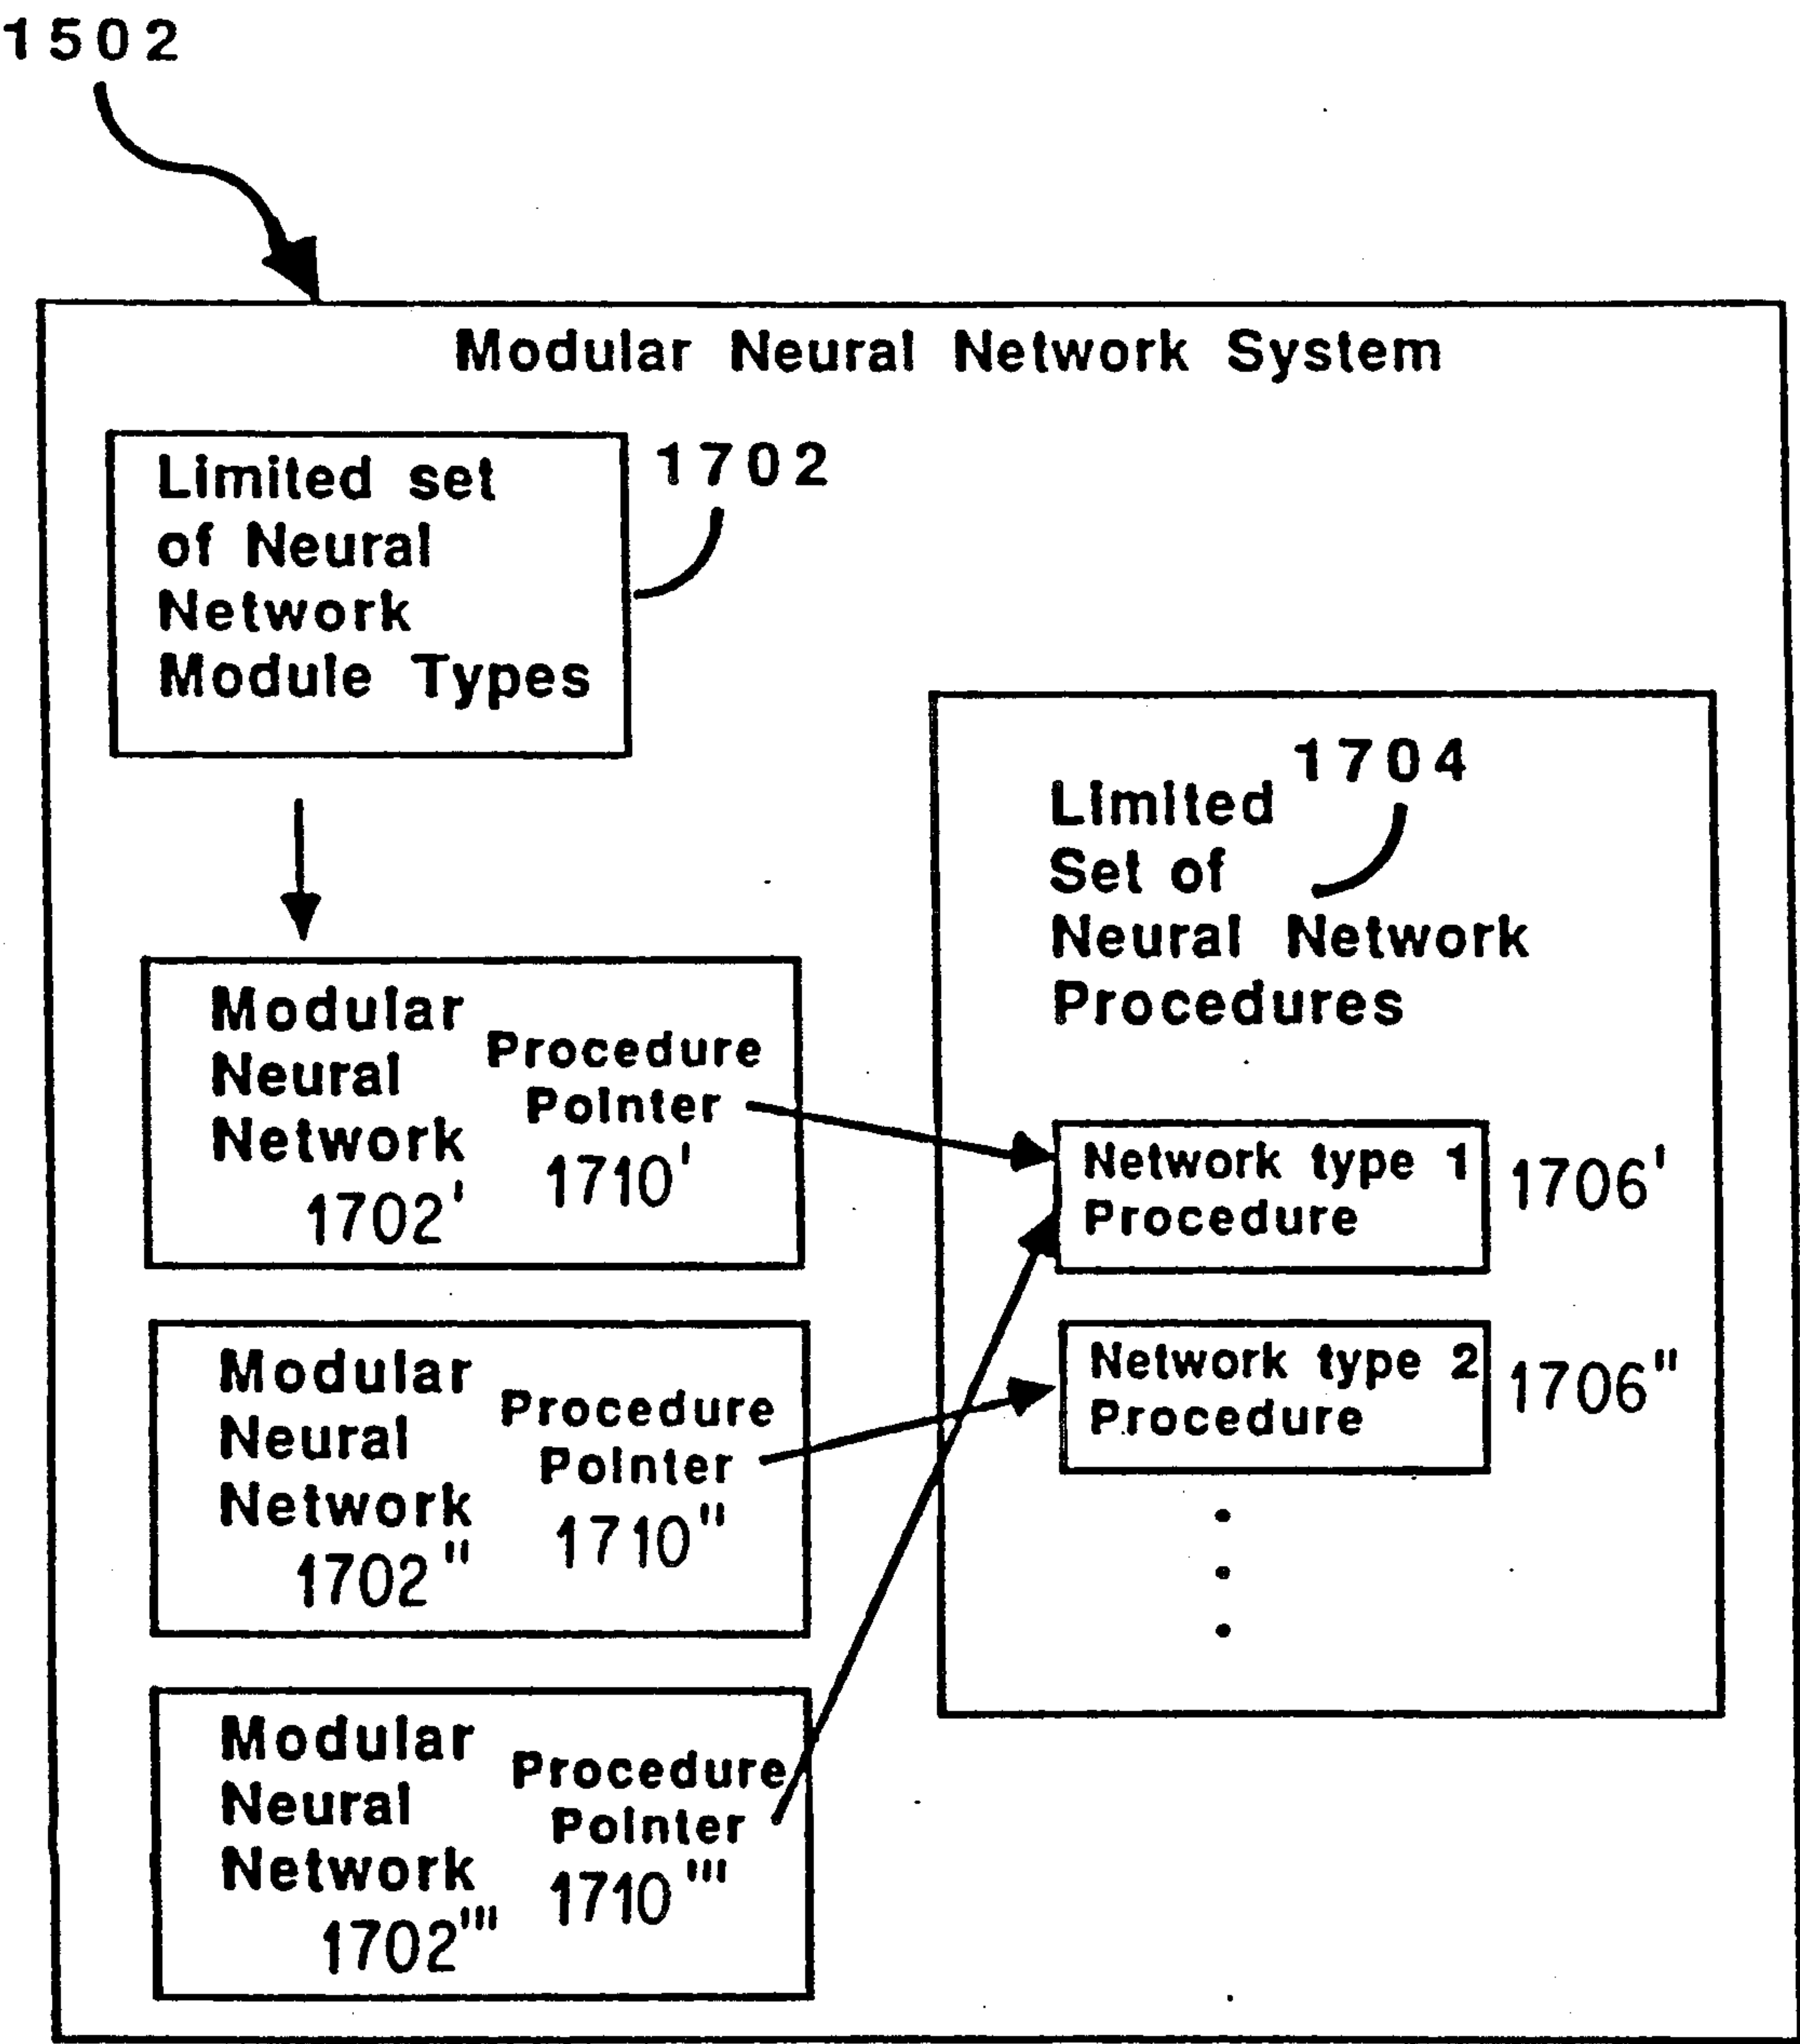 1502
Modular Neural Network System
Limited set
of Neural
Network
Module Types
1702
1704
Limited
Set of
Neural Network
Procedures
Modular
Neural
Network
1702'
Procedure
Pointer
1710'
Network type 1
Procedure
1706'
Modular
Neural
Network
1702"
Procedure
Pointer
1710"
Network type 2
Procedure
1706"
Modular
Neural
Network
1702'''
Procedure
Pointer
1710'''